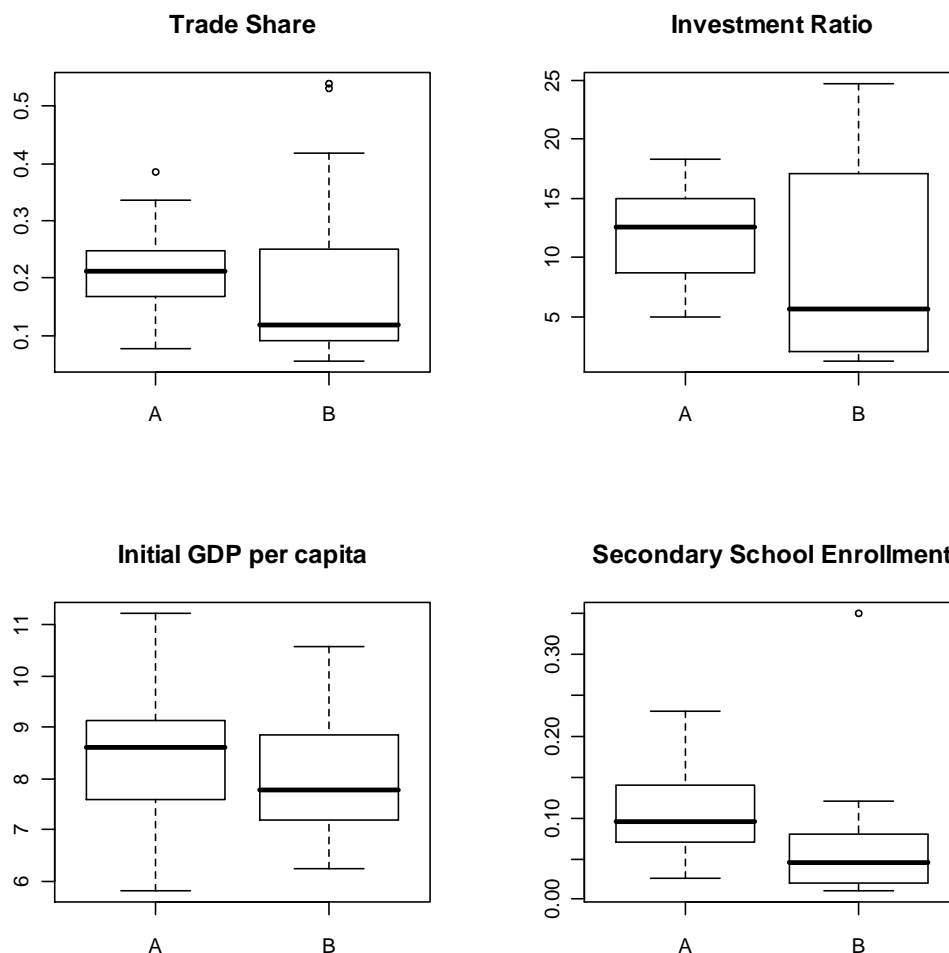 Trade Share
0.5
0.4
0.3
0.2
0.1
A B
Investment Ratio
25
20
15
10
5
A B
Initial GDP per capita
11
10
9
8
7
6
A B
Secondary School Enrollment
0.30
0.20
0.10
0.00
A B